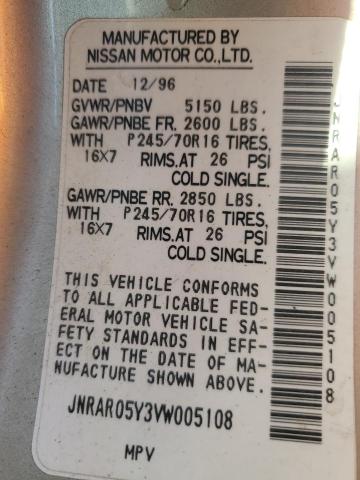 MANUFACTURED BY
NISSAN MOTOR CO.,LTD.
DATE 12/96
GVWR/PNBV 5150 LBS.
GAWR/PNBE FR. 2600 LBS.
WITH P245/70R16 TIRES,
16X7 RIMS.AT 26 PSI
COLD SINGLE.
GAWR/PNBE RR. 2850 LBS.
WITH P245/70R16 TIRES,
16X7 RIMS.AT 26 PSI
COLD SINGLE.
THIS VEHICLE CONFORMS
TO ALL APPLICABLE FED-
ERAL MOTOR VEHICLE SA-
FETY STANDARDS IN EFF-
ECT ON THE DATE OF MA-
NUFACTURE SHOWN ABOVE.
JNRAR05Y3VW005108
MPV
JNRAR05Y3VW005108